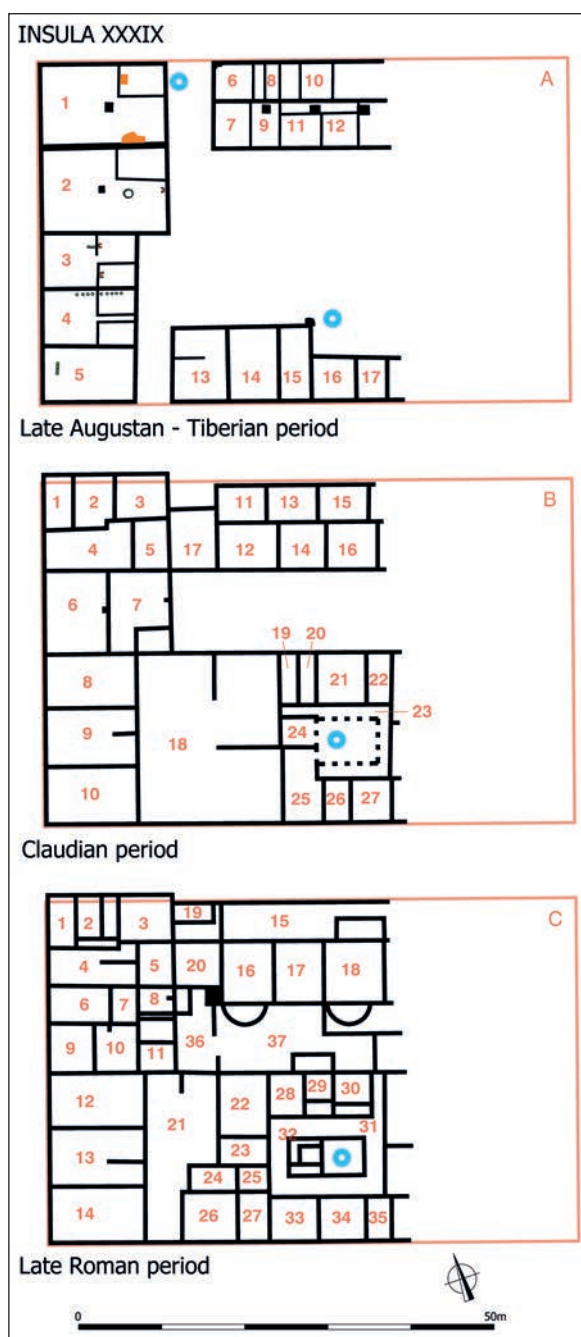 INSULA XXXIX
A
6 8 10
1
7 9 11 12
2
3
4
5
13 14 15 16 17
Late Augustan - Tiberian period
B
1 2 3 11 13 15
4 5 17 12 14 16
6 7
19 20
8 21 22
23
9 18 24
10 25 26 27
Claudian period
C
1 2 3 19 15
4 5 20 16 17 18
6 7 8
9 10 11 36 37
12 21 22 28 29 30
32 31
13 23
24 25
14 26 27 33 34 35
Late Roman period
0 50m